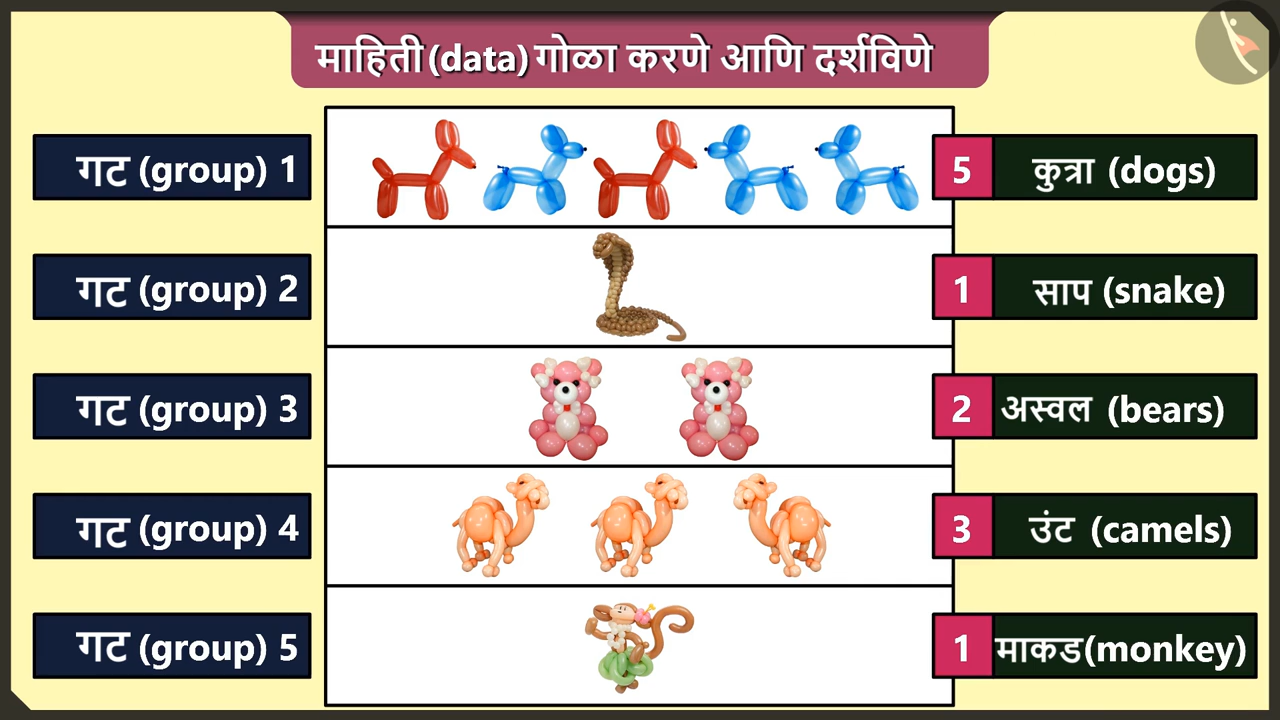 माहिती (data) गोळा करणे आणि दर्शविणे
गट (group) 1
5 कुत्रा (dogs)
गट (group) 2
1 साप (snake)
गट (group) 3
2 अस्वल (bears)
गट (group) 4
3 उंट (camels)
गट (group) 5
1 माकड(monkey)